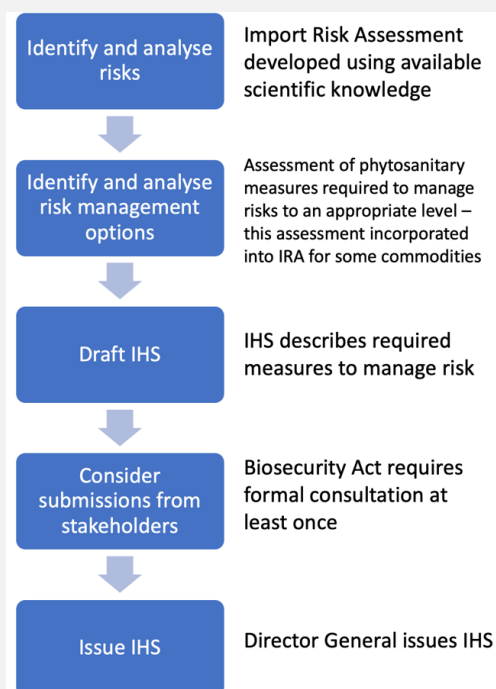 Identify and analyse
risks
Import Risk Assessment
developed using available
scientific knowledge
Identify and analyse
risk management
options
Assessment of phytosanitary
measures required to manage
risks to an appropriate level –
this assessment incorporated
into IRA for some commodities
Draft IHS
IHS describes required
measures to manage risk
Consider
submissions from
stakeholders
Biosecurity Act requires
formal consultation at
least once
Issue IHS
Director General issues IHS